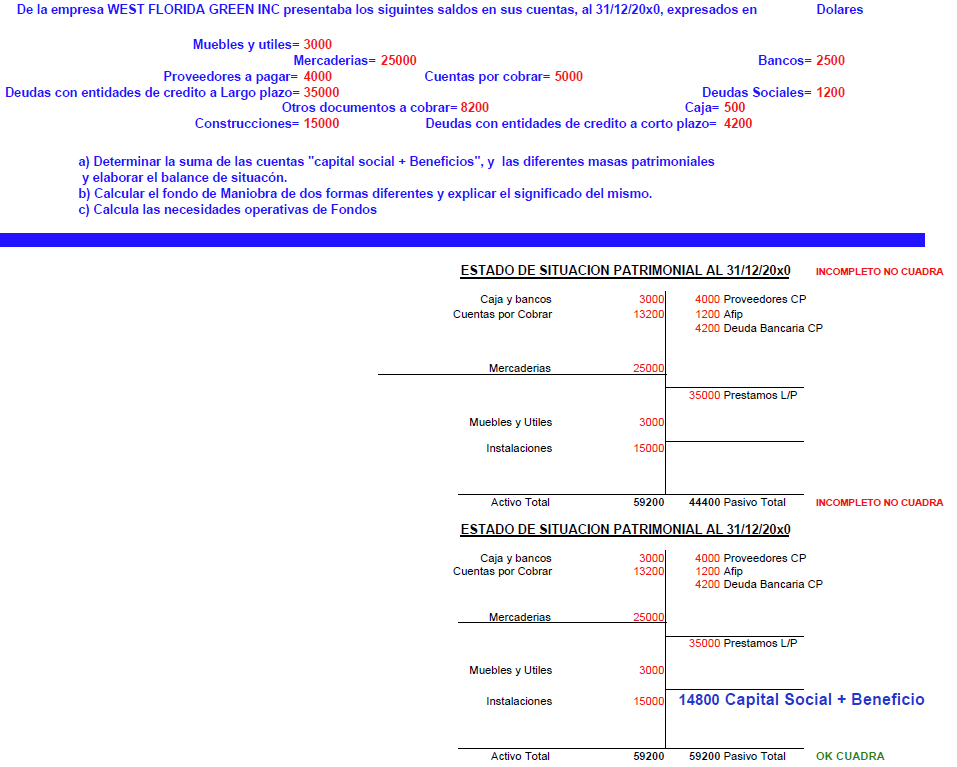 De la empresa WEST FLORIDA GREEN INC presentaba los siguintes saldos en sus cuentas, al 31/12/20x0, expresados en Dolares
Muebles y utiles= 3000
Mercaderias= 25000 Bancos= 2500
Proveedores a pagar= 4000 Cuentas por cobrar= 5000
Deudas con entidades de credito a Largo plazo= 35000 Deudas Sociales= 1200
Otros documentos a cobrar= 8200 Caja= 500
Construcciones= 15000 Deudas con entidades de credito a corto plazo= 4200
a) Determinar la suma de las cuentas "capital social + Beneficios", y las diferentes masas patrimoniales
y elaborar el balance de situacón.
b) Calcular el fondo de Maniobra de dos formas diferentes y explicar el significado del mismo.
c) Calcula las necesidades operativas de Fondos
ESTADO DE SITUACION PATRIMONIAL AL 31/12/20x0 INCOMPLETO NO CUADRA
Caja y bancos 3000 4000 Proveedores CP
Cuentas por Cobrar 13200 1200 Afip
4200 Deuda Bancaria CP
Mercaderias 25000
35000 Prestamos L/P
Muebles y Utiles 3000
Instalaciones 15000
Activo Total 59200 44400 Pasivo Total INCOMPLETO NO CUADRA
ESTADO DE SITUACION PATRIMONIAL AL 31/12/20x0
Caja y bancos 3000 4000 Proveedores CP
Cuentas por Cobrar 13200 1200 Afip
4200 Deuda Bancaria CP
Mercaderias 25000
35000 Prestamos L/P
Muebles y Utiles 3000
Instalaciones 15000 14800 Capital Social + Beneficio
Activo Total 59200 59200 Pasivo Total OK CUADRA